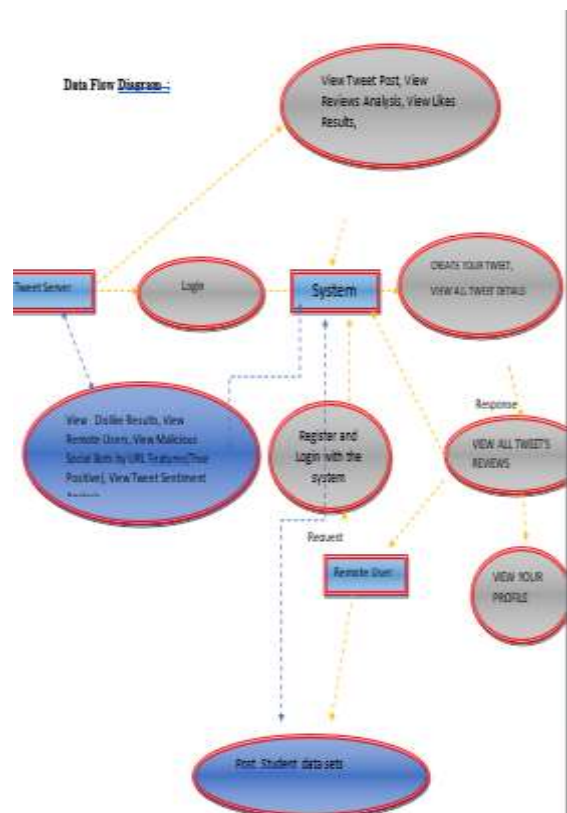 Data Flow Diagram :
View Tweet Post, View
Reviews Analysis, View Likes
Results,
Tweet Server
Login
System
CREATE YOUR TWEET,
VIEW ALL TWEET DETAILS
View Dislike Results, View
Remote Users, View Malicious
Social Bots by URL Features(True
Positive), View Tweet Sentiment
Register and
Login with the
system
Response
VIEW ALL TWEET'S
REVIEWS
Request
Remote User
VIEW YOUR
PROFILE
Post Student data sets